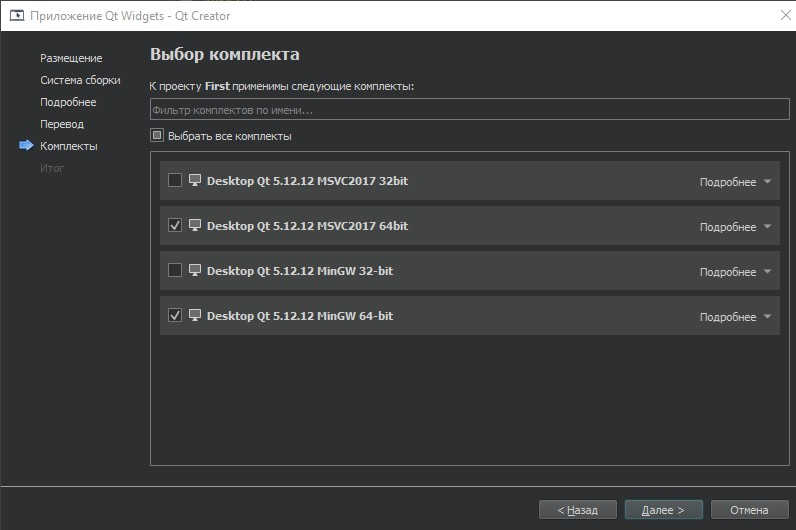 Приложение Qt Widgets - Qt Creator
Размещение
Система сборки
Подробнее
Перевод
Комплекты
Итог
Выбор комплекта
К проекту First применимы следующие комплекты:
Фильтр комплектов по имени...
Выбрать все комплекты
Desktop Qt 5.12.12 MSVC2017 32bit Подробнее
Desktop Qt 5.12.12 MSVC2017 64bit Подробнее
Desktop Qt 5.12.12 MinGW 32-bit Подробнее
Desktop Qt 5.12.12 MinGW 64-bit Подробнее
< Назад Далее > Отмена